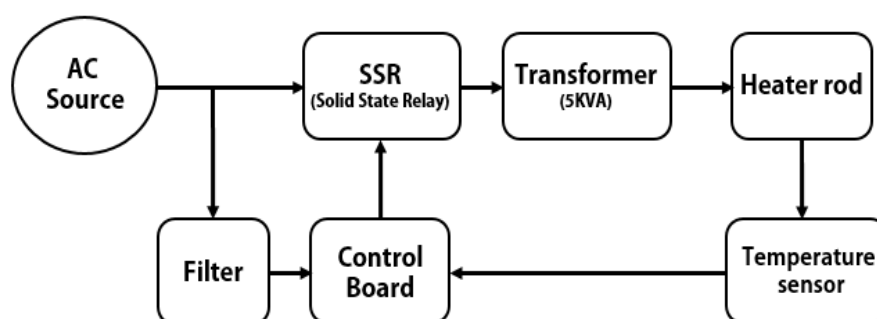 AC
Source
SSR
(Solid State Relay)
Transformer
(5KVA)
Heater rod
Filter
Control
Board
Temperature
sensor